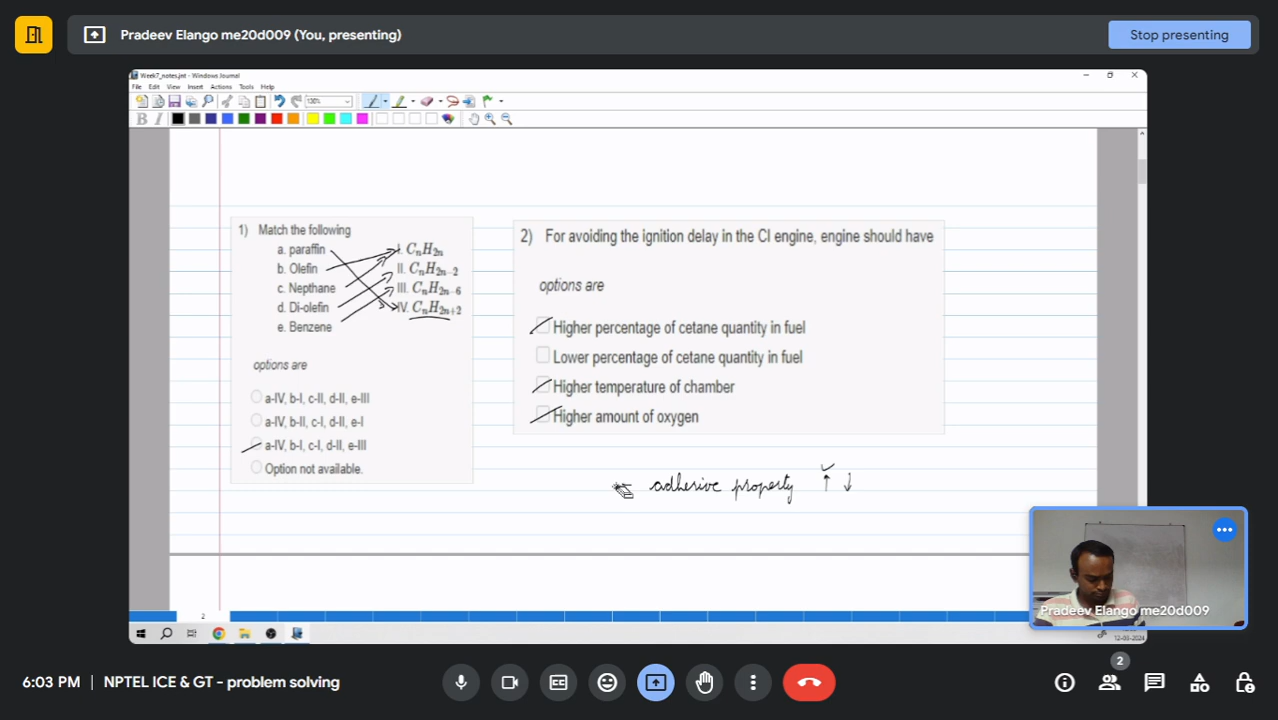 Pradeev Elango me20d009 (You, presenting)
Stop presenting
Week7_notes.jnt - Windows Journal
File Edit View Insert Actions Tools Help
100%
B I
1) Match the following
a. paraffin I. CnH2n
b. Olefin II. CnH2n−2
c. Nepthane III. CnH2n−6
d. Di-olefin IV. CnH2n+2
e. Benzene
options are
a-IV, b-I, c-II, d-II, e-III
a-IV, b-II, c-I, d-II, e-I
a-IV, b-I, c-I, d-II, e-III
Option not available.
2) For avoiding the ignition delay in the CI engine, engine should have
options are
Higher percentage of cetane quantity in fuel
Lower percentage of cetane quantity in fuel
Higher temperature of chamber
Higher amount of oxygen
adherive property ↑ ↓
2
Pradeev Elango me20d009
6:03 PM | NPTEL ICE & GT - problem solving
2